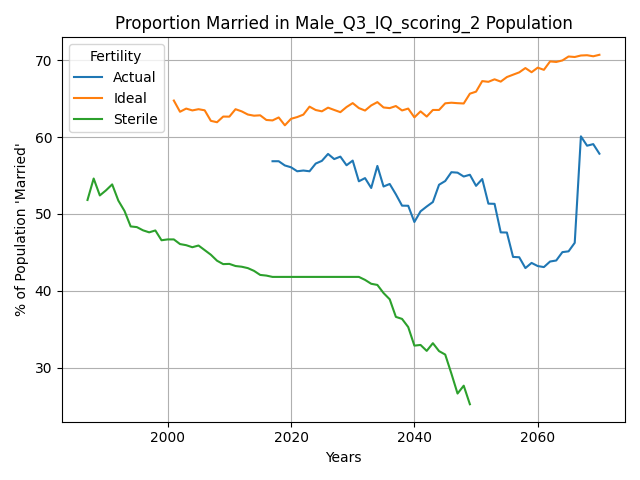 Proportion Married in Male_Q3_IQ_scoring_2 Population
Fertility
Actual
Ideal
Sterile
% of Population 'Married'
70
60
50
40
30
2000
2020
2040
2060
Years